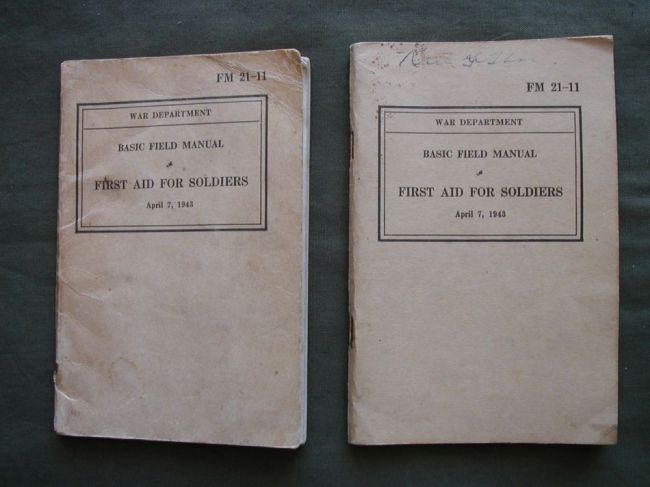 FM 21-11
WAR DEPARTMENT
BASIC FIELD MANUAL
FIRST AID FOR SOLDIERS
April 7, 1943
FM 21-11
WAR DEPARTMENT
BASIC FIELD MANUAL
FIRST AID FOR SOLDIERS
April 7, 1943